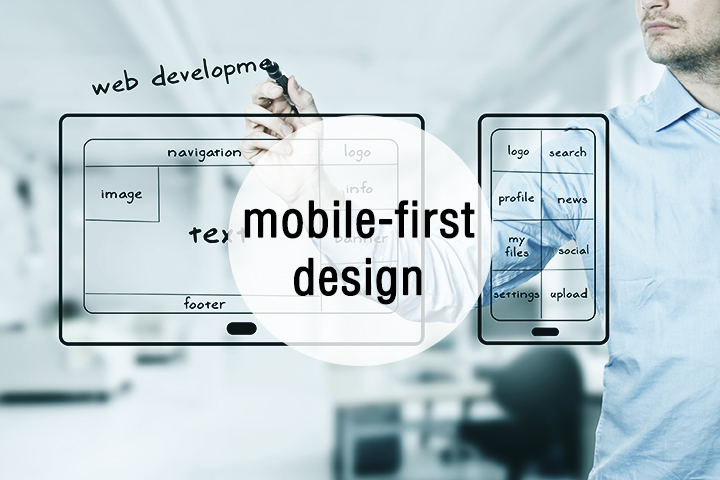 web developme
navigation
logo
image
info
text
banner
footer
mobile-first
design
logo
search
profile
news
my
files
social
settings
upload